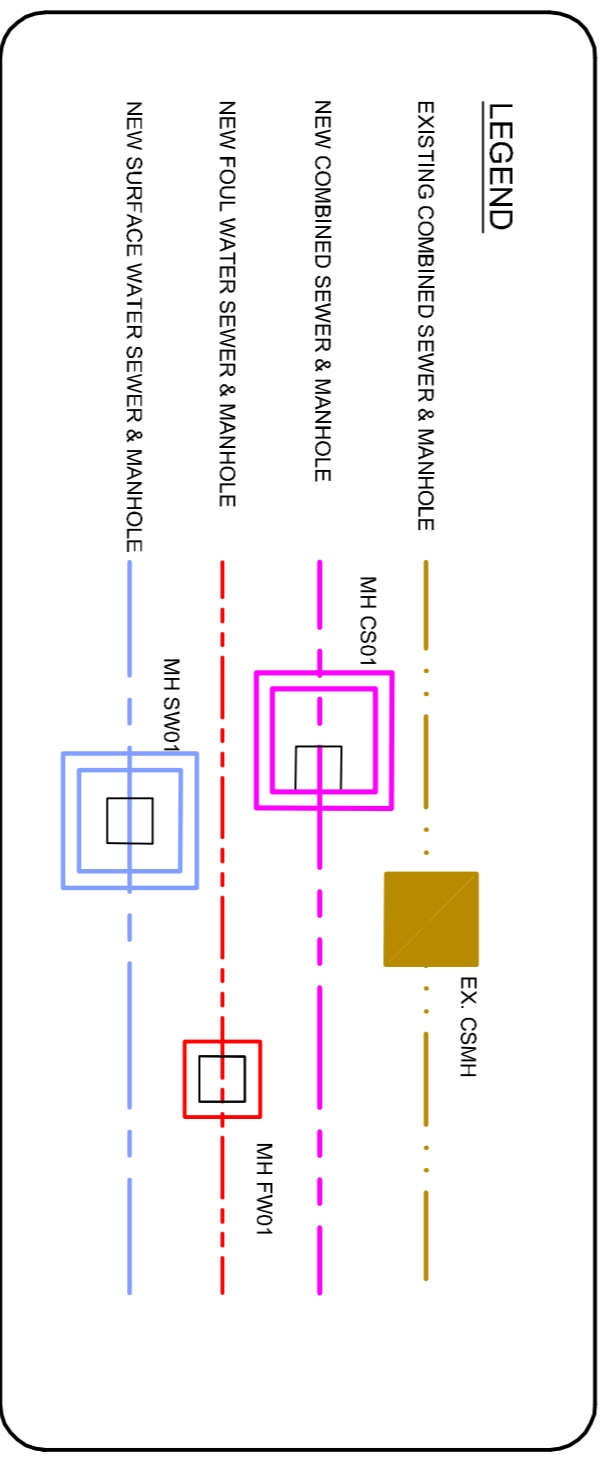 LEGEND
EXISTING COMBINED SEWER & MANHOLE
EX. CSMH
NEW COMBINED SEWER & MANHOLE
MH CS01
NEW FOUL WATER SEWER & MANHOLE
MH FW01
NEW SURFACE WATER SEWER & MANHOLE
MH SW01